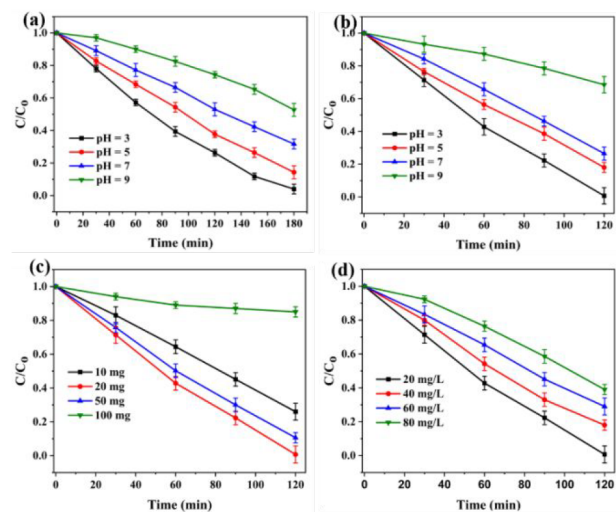 (a)
1.0
0.8
0.6
0.4
0.2
0.0
C/C₀
pH = 3
pH = 5
pH = 7
pH = 9
0 20 40 60 80 100 120 140 160 180
Time (min)
(b)
1.0
0.8
0.6
0.4
0.2
0.0
C/C₀
pH = 3
pH = 5
pH = 7
pH = 9
0 20 40 60 80 100 120
Time (min)
(c)
1.0
0.8
0.6
0.4
0.2
0.0
C/C₀
10 mg
20 mg
50 mg
100 mg
0 20 40 60 80 100 120
Time (min)
(d)
1.0
0.8
0.6
0.4
0.2
0.0
C/C₀
20 mg/L
40 mg/L
60 mg/L
80 mg/L
0 20 40 60 80 100 120
Time (min)